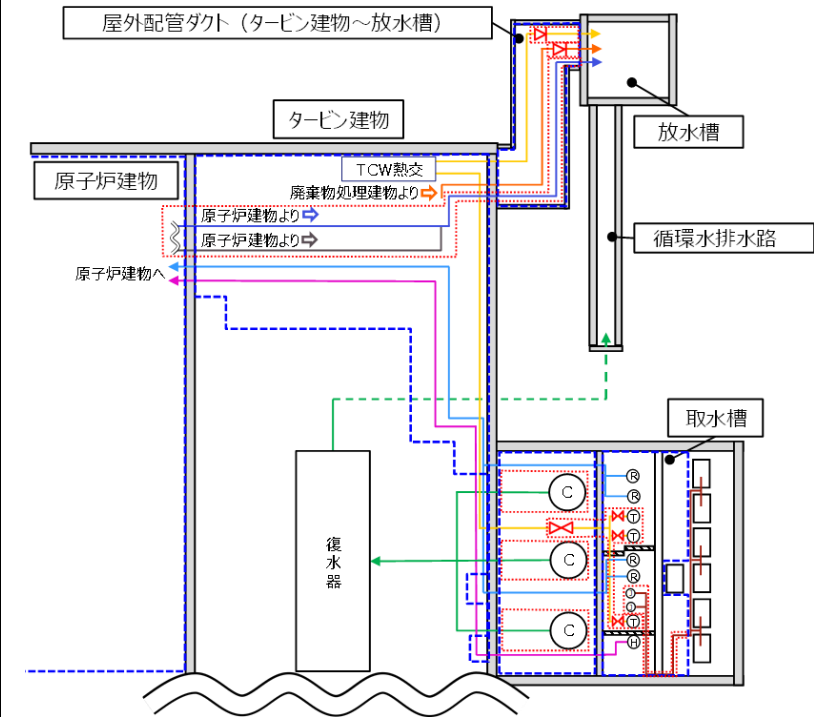 屋外配管ダクト（タービン建物～放水槽）
タービン建物
放水槽
原子炉建物
TCW熱交
廃棄物処理建物より
原子炉建物より
原子炉建物より
循環水排水路
原子炉建物へ
取水槽
復水器
C
C
C
R
R
T
T
R
R
J
J
T
H